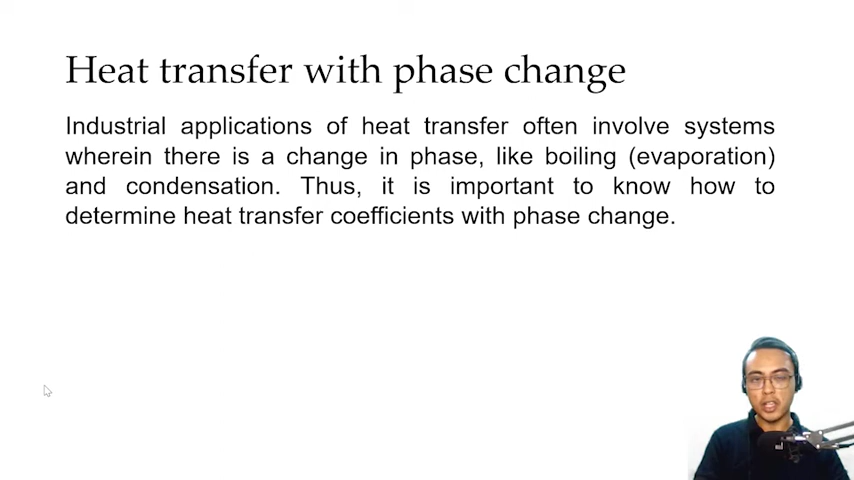 Heat transfer with phase change
Industrial applications of heat transfer often involve systems
wherein there is a change in phase, like boiling (evaporation)
and condensation. Thus, it is important to know how to
determine heat transfer coefficients with phase change.